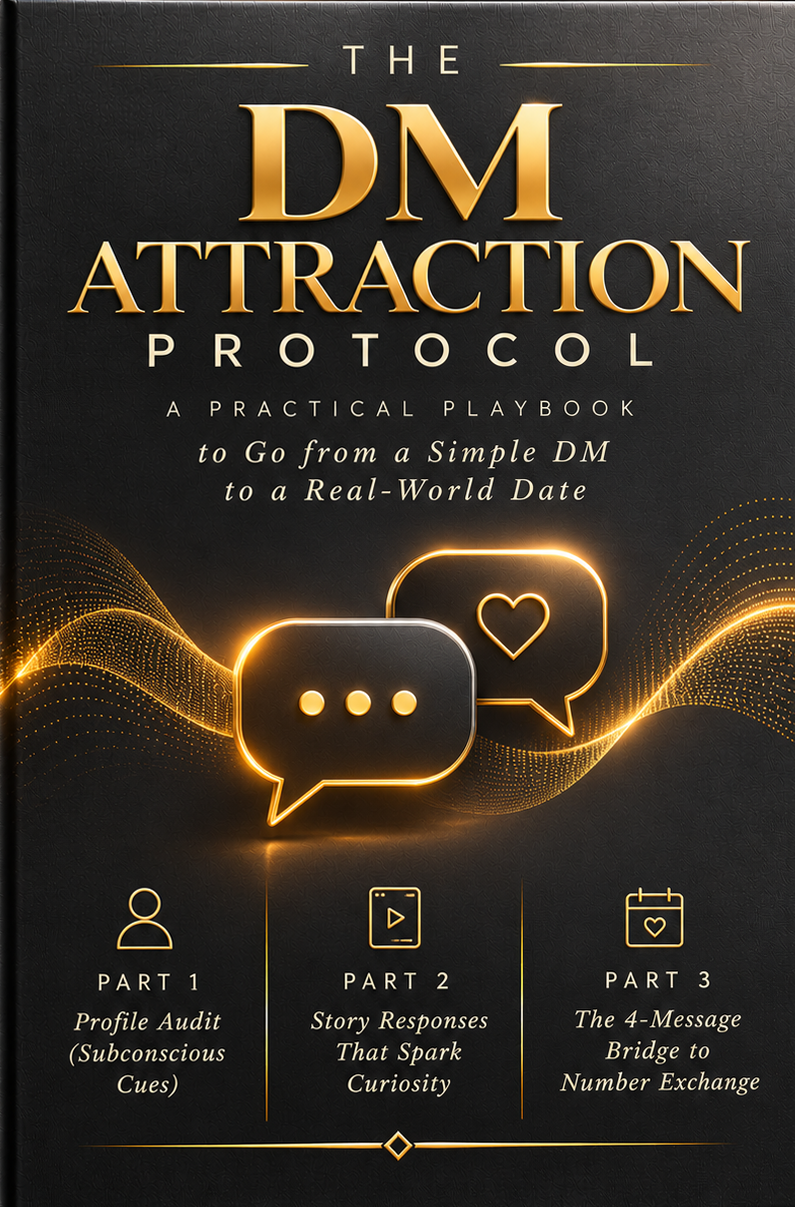 THE
DM
ATTRACTION
PROTOCOL
A PRACTICAL PLAYBOOK
to Go from a Simple DM
to a Real-World Date
PART 1
Profile Audit
(Subconscious
Cues)
PART 2
Story Responses
That Spark
Curiosity
PART 3
The 4-Message
Bridge to
Number Exchange